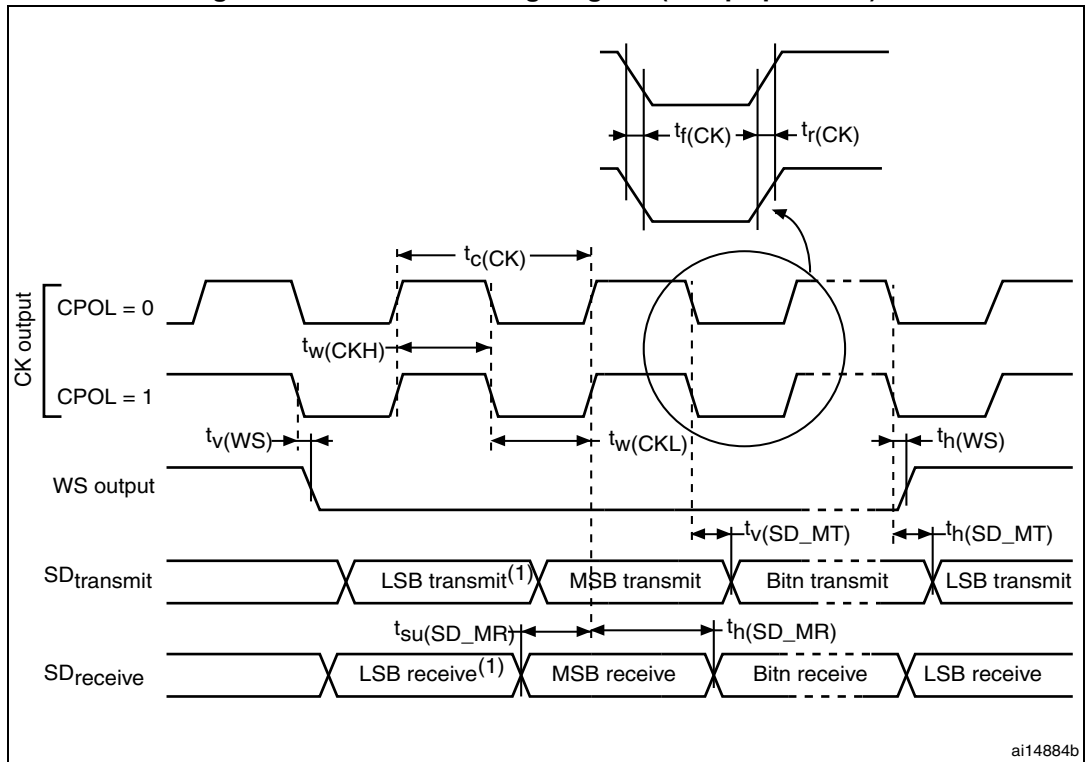 tf(CK)
tr(CK)
tc(CK)
CK output
CPOL = 0
tw(CKH)
CPOL = 1
tv(WS)
tw(CKL)
th(WS)
WS output
tv(SD_MT)
th(SD_MT)
SDtransmit
LSB transmit(1)
MSB transmit
Bitn transmit
LSB transmit
tsu(SD_MR)
th(SD_MR)
SDreceive
LSB receive(1)
MSB receive
Bitn receive
LSB receive
ai14884b